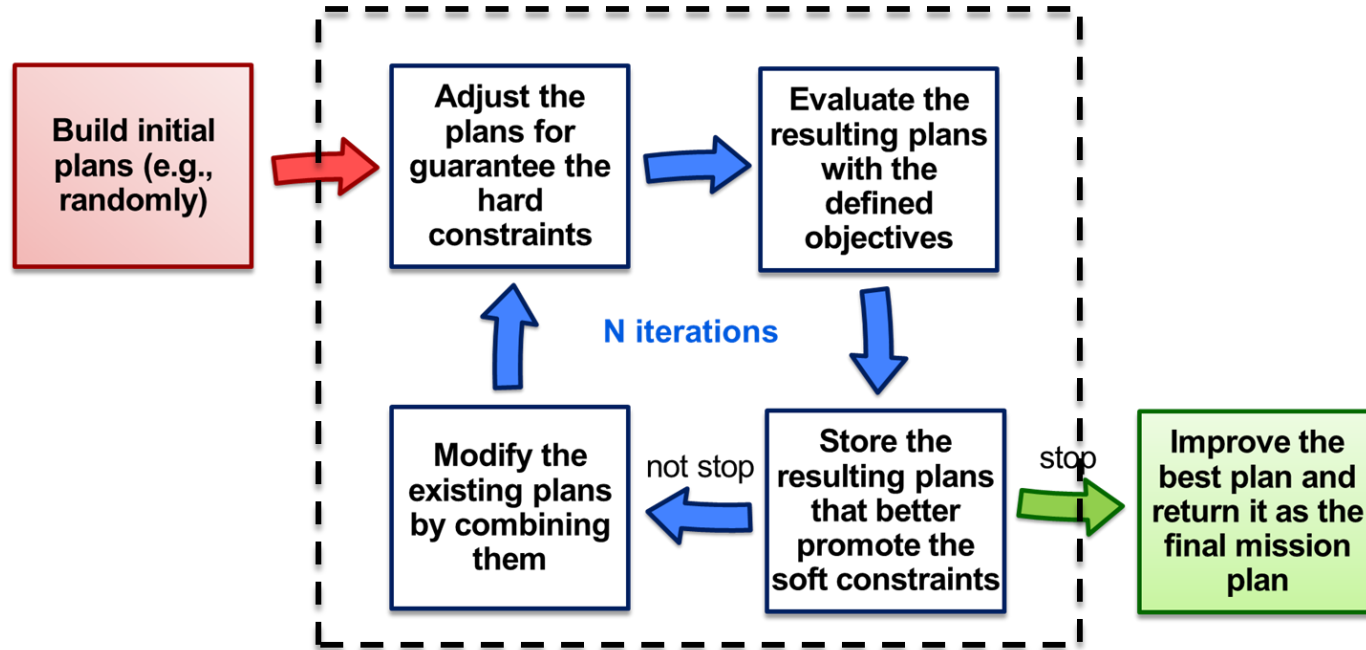 Build initial
plans (e.g.,
randomly)
Adjust the
plans for
guarantee the
hard
constraints
Evaluate the
resulting plans
with the
defined
objectives
N iterations
Modify the
existing plans
by combining
them
not stop
Store the
resulting plans
that better
promote the
soft constraints
stop
Improve the
best plan and
return it as the
final mission
plan